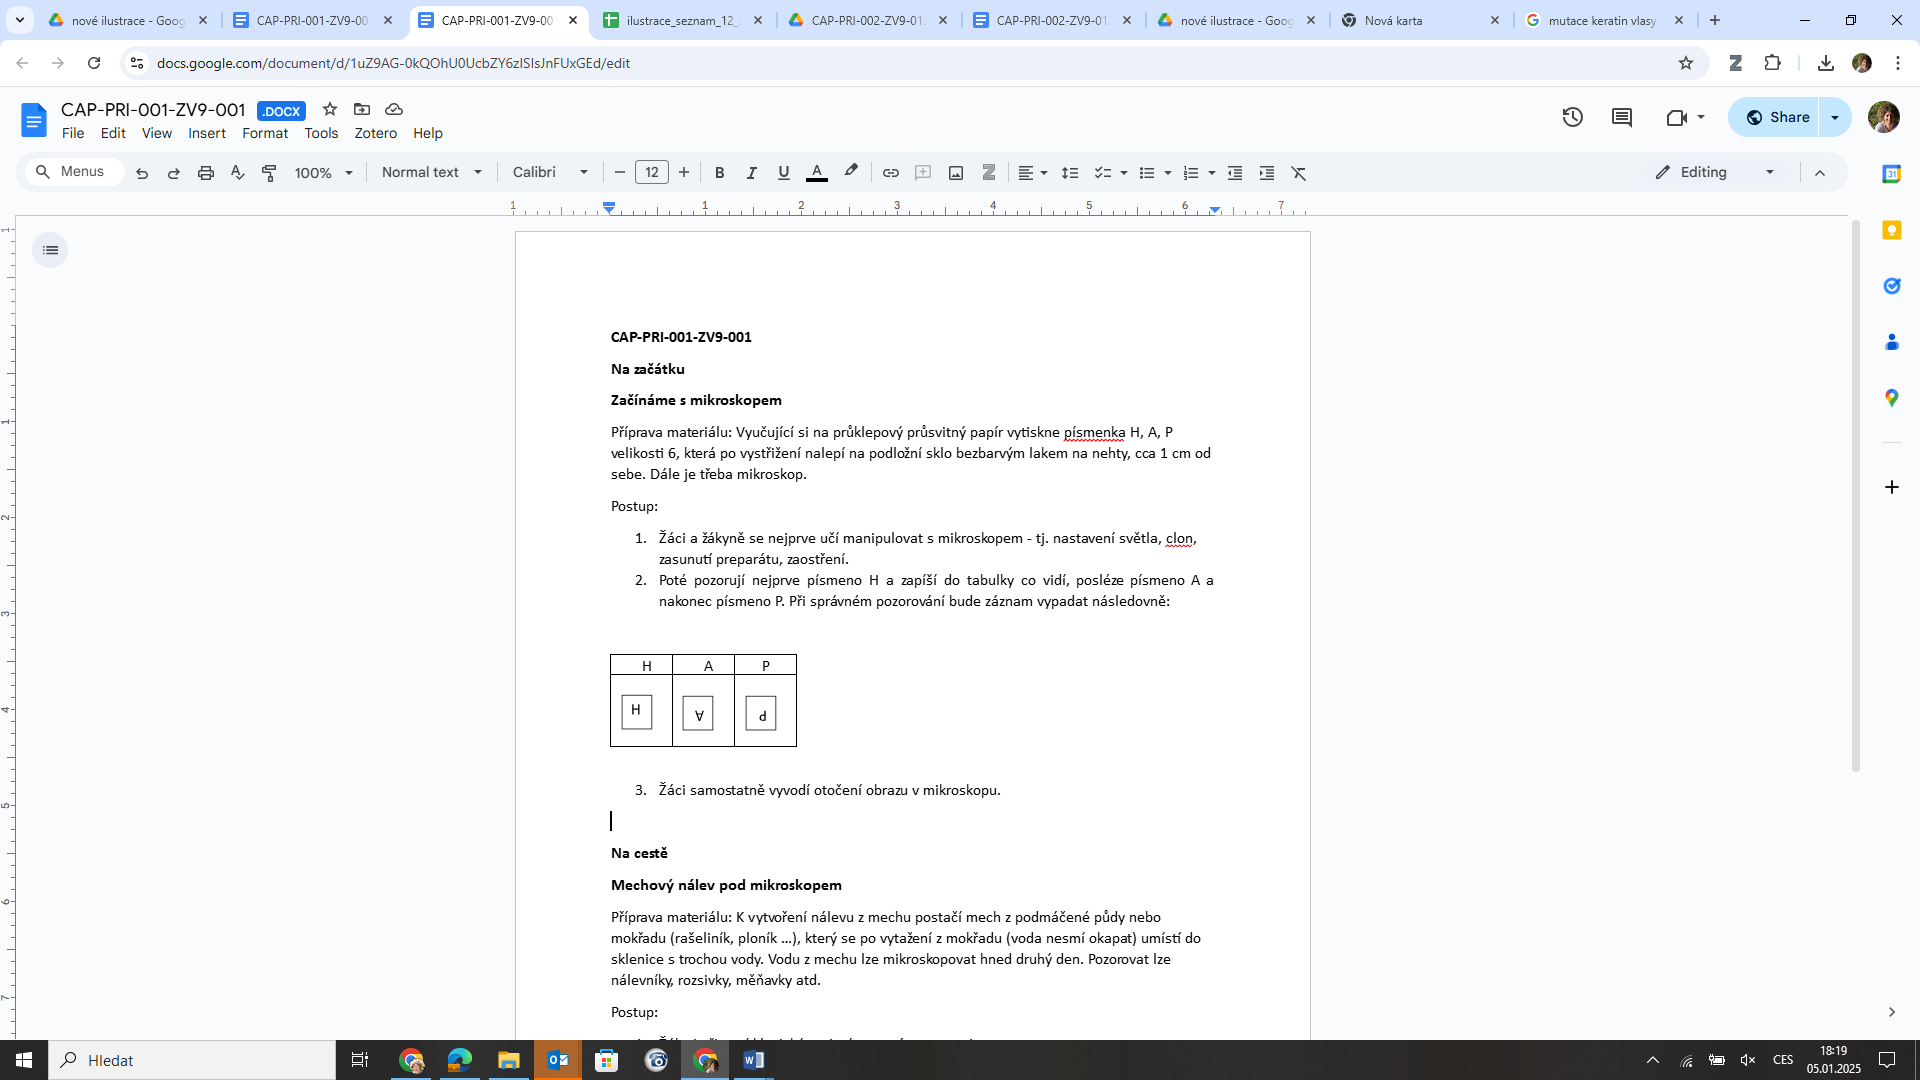 nové ilustrace - Goog
CAP-PRI-001-ZV9-00
CAP-PRI-001-ZV9-00
ilustrace_seznam_12_
CAP-PRI-002-ZV9-01
CAP-PRI-002-ZV9-01
nové ilustrace - Goog
Nová karta
mutace keratin vlasy
docs.google.com/document/d/1uZ9AG-0kQOhU0UcbZY6zlSlsJnFUxGEd/edit
CAP-PRI-001-ZV9-001 .DOCX
File Edit View Insert Format Tools Zotero Help
Share
Menus 100% Normal text Calibri 12 Editing
1 1 2 3 4 5 6 7
CAP-PRI-001-ZV9-001
Na začátku
Začínáme s mikroskopem
Příprava materiálu: Vyučující si na průklepový průsvitný papír vytiskne písmenka H, A, P
velikosti 6, která po vystřižení nalepí na podložní sklo bezbarvým lakem na nehty, cca 1 cm od
sebe. Dále je třeba mikroskop.
Postup:
1. Žáci a žákyně se nejprve učí manipulovat s mikroskopem - tj. nastavení světla, clon,
zasunutí preparátu, zaostření.
2. Poté pozorují nejprve písmeno H a zapíší do tabulky co vidí, posléze písmeno A a
nakonec písmeno P. Při správném pozorování bude záznam vypadat následovně:
H A P
H A P
3. Žáci samostatně vyvodí otočení obrazu v mikroskopu.
Na cestě
Mechový nálev pod mikroskopem
Příprava materiálu: K vytvoření nálevu z mechu postačí mech z podmáčené půdy nebo
mokřadu (rašeliník, ploník ...), který se po vytažení z mokřadu (voda nesmí okapat) umístí do
sklenice s trochou vody. Vodu z mechu lze mikroskopovat hned druhý den. Pozorovat lze
nálevníky, rozsivky, měňavky atd.
Postup:
Hledat
CES
18:19
05.01.2025